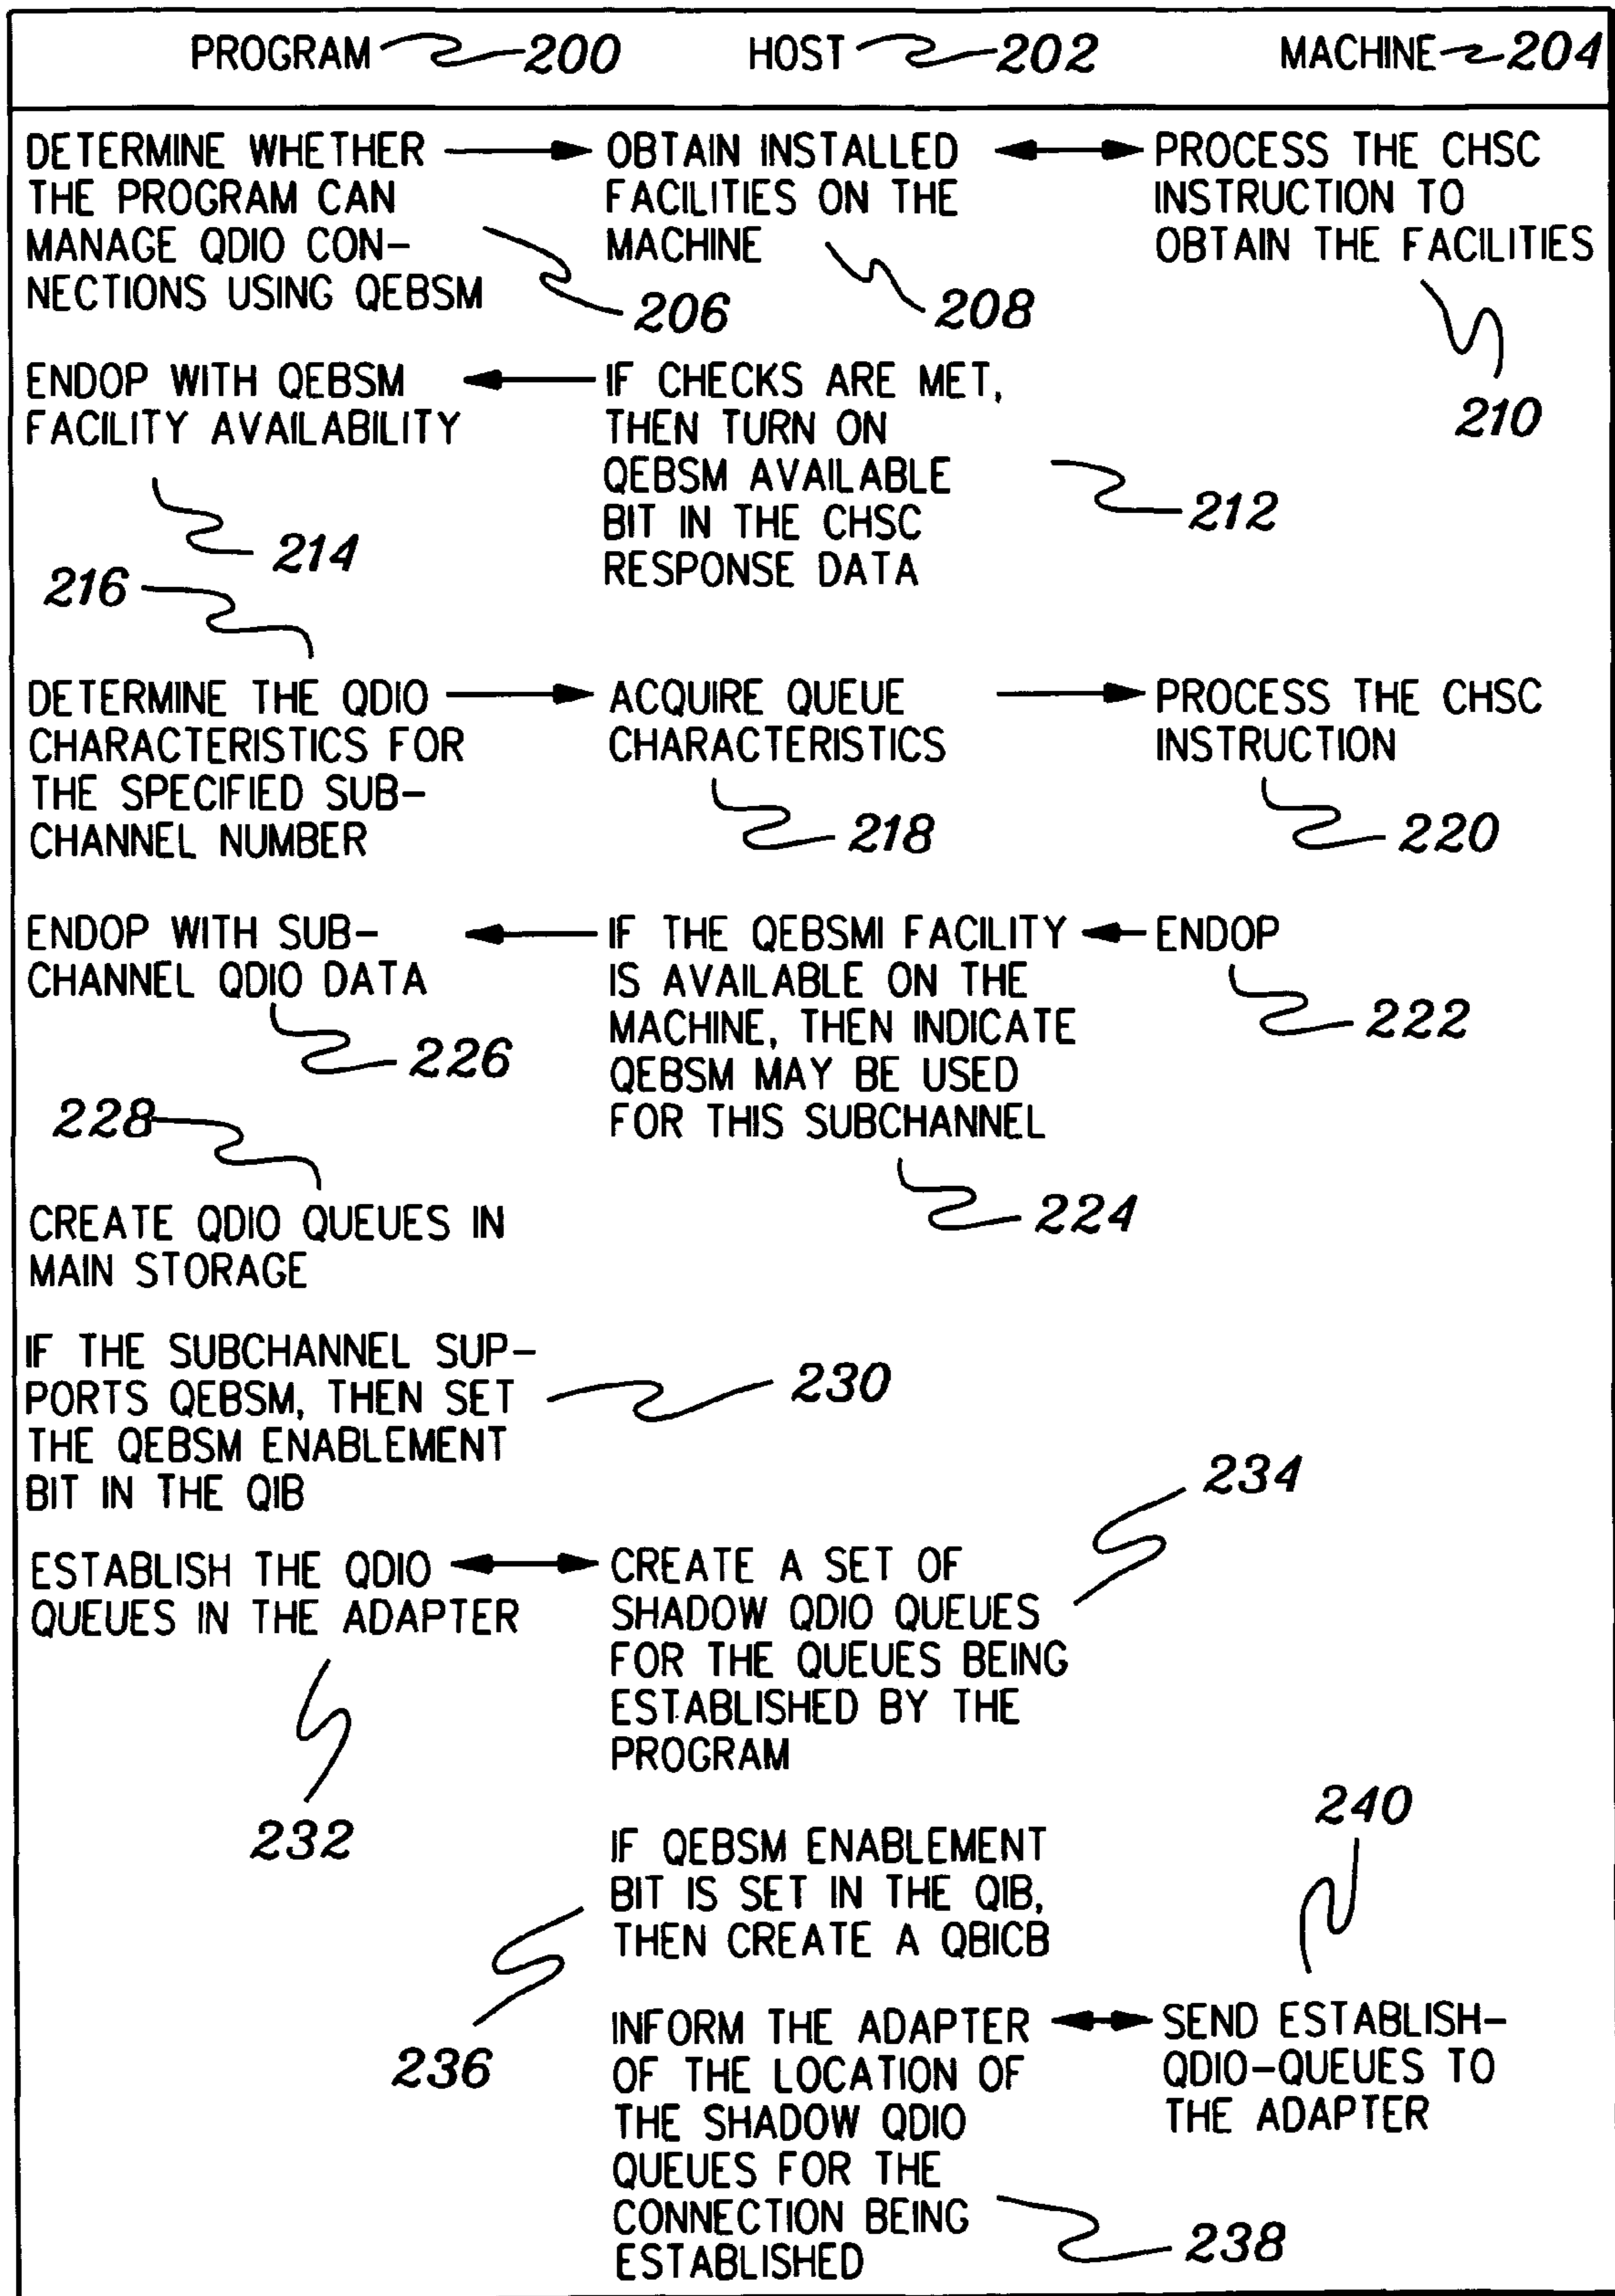 PROGRAM 200 HOST 202 MACHINE 204
DETERMINE WHETHER
THE PROGRAM CAN
MANAGE QDIO CON-
NECTIONS USING QEBSM
206
OBTAIN INSTALLED
FACILITIES ON THE
MACHINE
208
PROCESS THE CHSC
INSTRUCTION TO
OBTAIN THE FACILITIES
210
ENDOP WITH QEBSM
FACILITY AVAILABILITY
214
IF CHECKS ARE MET,
THEN TURN ON
QEBSM AVAILABLE
BIT IN THE CHSC
RESPONSE DATA
212
216
DETERMINE THE QDIO
CHARACTERISTICS FOR
THE SPECIFIED SUB-
CHANNEL NUMBER
ACQUIRE QUEUE
CHARACTERISTICS
218
PROCESS THE CHSC
INSTRUCTION
220
ENDOP WITH SUB-
CHANNEL QDIO DATA
226
IF THE QEBSMI FACILITY
IS AVAILABLE ON THE
MACHINE, THEN INDICATE
QEBSM MAY BE USED
FOR THIS SUBCHANNEL
224
ENDOP
222
228
CREATE QDIO QUEUES IN
MAIN STORAGE
IF THE SUBCHANNEL SUP-
PORTS QEBSM, THEN SET
THE QEBSM ENABLEMENT
BIT IN THE QIB
230
ESTABLISH THE QDIO
QUEUES IN THE ADAPTER
232
234
CREATE A SET OF
SHADOW QDIO QUEUES
FOR THE QUEUES BEING
ESTABLISHED BY THE
PROGRAM
IF QEBSM ENABLEMENT
BIT IS SET IN THE QIB,
THEN CREATE A QBICB
236
INFORM THE ADAPTER
OF THE LOCATION OF
THE SHADOW QDIO
QUEUES FOR THE
CONNECTION BEING
ESTABLISHED
238
240
SEND ESTABLISH-
QDIO-QUEUES TO
THE ADAPTER